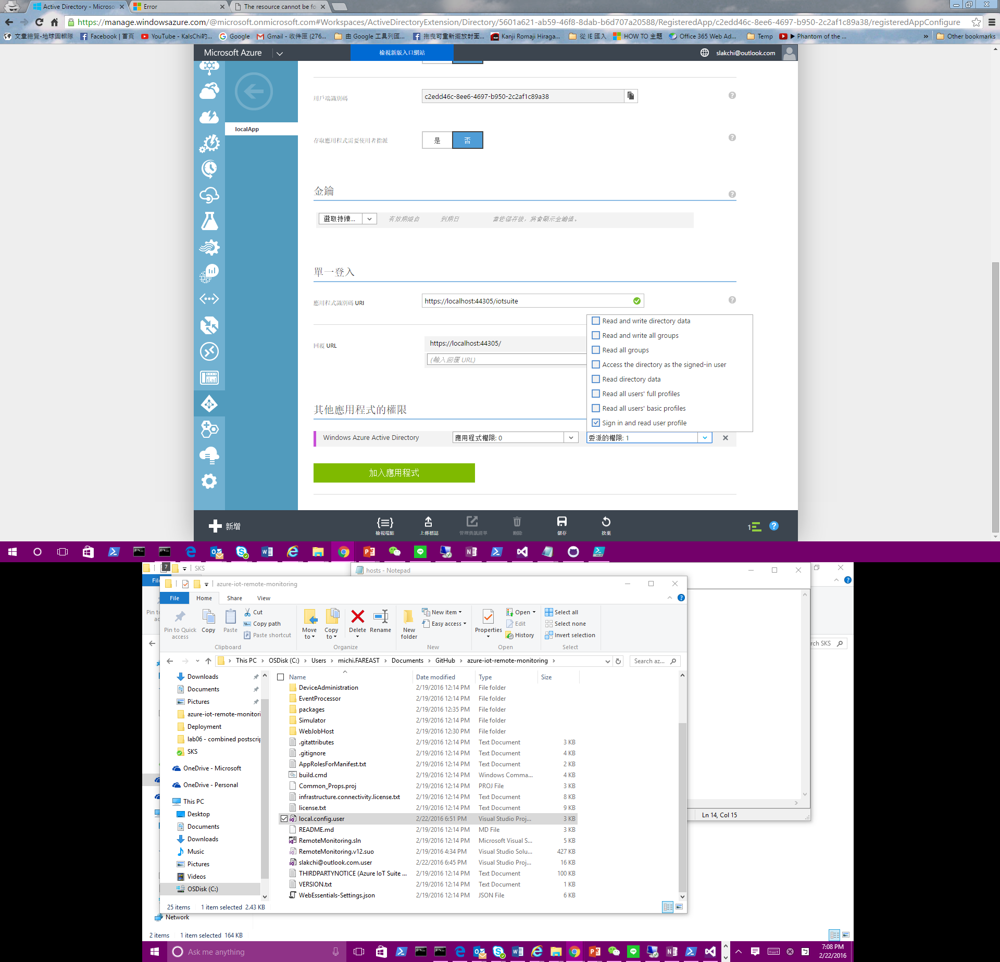 Active Directory - Microso
Error
The resource cannot be fo
https://manage.windowsazure.com/@microsoft.onmicrosoft.com#Workspaces/ActiveDirectoryExtension/Directory/5601a621-ab59-46f8-8dab-b6d707a20588/RegisteredApp/c2edd46c-8ee6-4697-b950-2c2af1c89a38/registeredAppConfigure
文章總覽-地球圖輯隊
Facebook | 首頁
YouTube - KalsChi的...
Google
Gmail - 收件匣 (276...
由 Google 工具列匯...
拖曳可重新擺放封面...
Kanji Romaji Hiraga...
從 IE 匯入
HOW TO 主題
Office 365 Web Ad...
Temp
▶ Phantom of the ...
»
Other bookmarks
Microsoft Azure
檢視新版入口網站
slakchi@outlook.com
localApp
用戶端識別碼
c2edd46c-8ee6-4697-b950-2c2af1c89a38
存取應用程式需要使用者指派
是
否
金鑰
選取持續...
有效期限自
到期日
當您儲存後，將會顯示金鑰值。
單一登入
應用程式識別碼 URI
https://localhost:44305/iotsuite
回覆 URL
https://localhost:44305/
(輸入回覆 URL)
Read and write directory data
Read and write all groups
Read all groups
Access the directory as the signed-in user
Read directory data
Read all users' full profiles
Read all users' basic profiles
Sign in and read user profile
其他應用程式的權限
Windows Azure Active Directory
應用程式權限: 0
委派的權限: 1
加入應用程式
新增
檢視端點
上傳標誌
管理資訊清單
刪除
儲存
捨棄
1
7
SKS
hosts - Notepad
File
azure-iot-remote-monitoring
File
Home
Share
View
Pin to Quick access
Copy
Paste
Cut
Copy path
Paste shortcut
Clipboard
Move to
Copy to
Delete
Rename
Organize
New folder
New item
Easy access
New
Properties
Open
Edit
History
Open
Select all
Select none
Invert selection
Select
rch SKS
This PC
OSDisk (C:)
Users
michi.FAREAST
Documents
GitHub
azure-iot-remote-monitoring
Search az...
Downloads
Documents
Pictures
azure-iot-remote-monitori
Deployment
lab06 - combined postscrip
SKS
OneDrive - Microsoft
OneDrive - Personal
This PC
Desktop
Documents
Downloads
Music
Pictures
Videos
OSDisk (C:)
Name Date modified Type Size
DeviceAdministration 2/19/2016 12:14 PM File folder
EventProcessor 2/19/2016 12:14 PM File folder
packages 2/19/2016 12:35 PM File folder
Simulator 2/19/2016 12:14 PM File folder
WebJobHost 2/19/2016 12:30 PM File folder
.gitattributes 2/19/2016 12:14 PM Text Document 3 KB
.gitignore 2/19/2016 12:14 PM Text Document 4 KB
AppRolesForManifest.txt 2/19/2016 12:14 PM Text Document 2 KB
build.cmd 2/19/2016 12:14 PM Windows Comma... 4 KB
Common_Props.proj 2/19/2016 12:14 PM PROJ File 3 KB
infrastructure.connectivity.license.txt 2/19/2016 12:14 PM Text Document 8 KB
license.txt 2/19/2016 12:14 PM Text Document 9 KB
local.config.user 2/22/2016 6:51 PM Visual Studio Proj... 3 KB
README.md 2/19/2016 12:14 PM MD File 3 KB
RemoteMonitoring.sln 2/19/2016 12:14 PM Microsoft Visual S... 5 KB
RemoteMonitoring.v12.suo 2/19/2016 4:34 PM Visual Studio Solu... 427 KB
slakchi@outlook.com.user 2/22/2016 6:45 PM Visual Studio Proj... 16 KB
THIRDPARTYNOTICE (Azure IoT Suite ... 2/19/2016 12:14 PM Text Document 100 KB
VERSION.txt 2/19/2016 12:14 PM Text Document 1 KB
WebEssentials-Settings.json 2/19/2016 12:14 PM JSON File 6 KB
Ln 14, Col 15
25 items 1 item selected 2.43 KB
Network
2 items 1 item selected 164 KB
Ask me anything
7:08 PM
2/22/2016